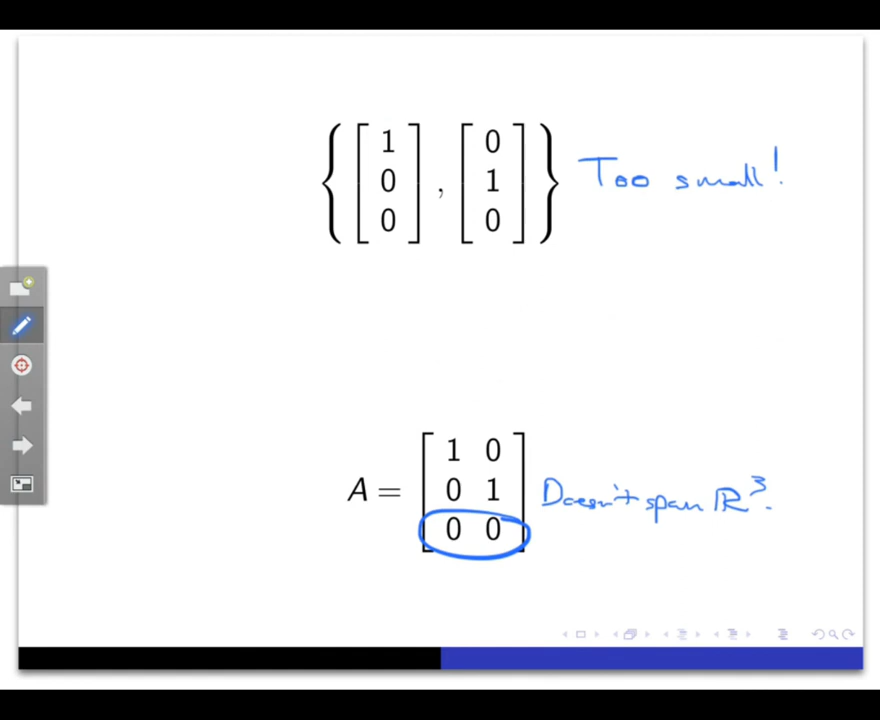 {[1 0 0], [0 1 0]} Too small!
A = [1 0
0 1
0 0] Doesn't span ℝ³.